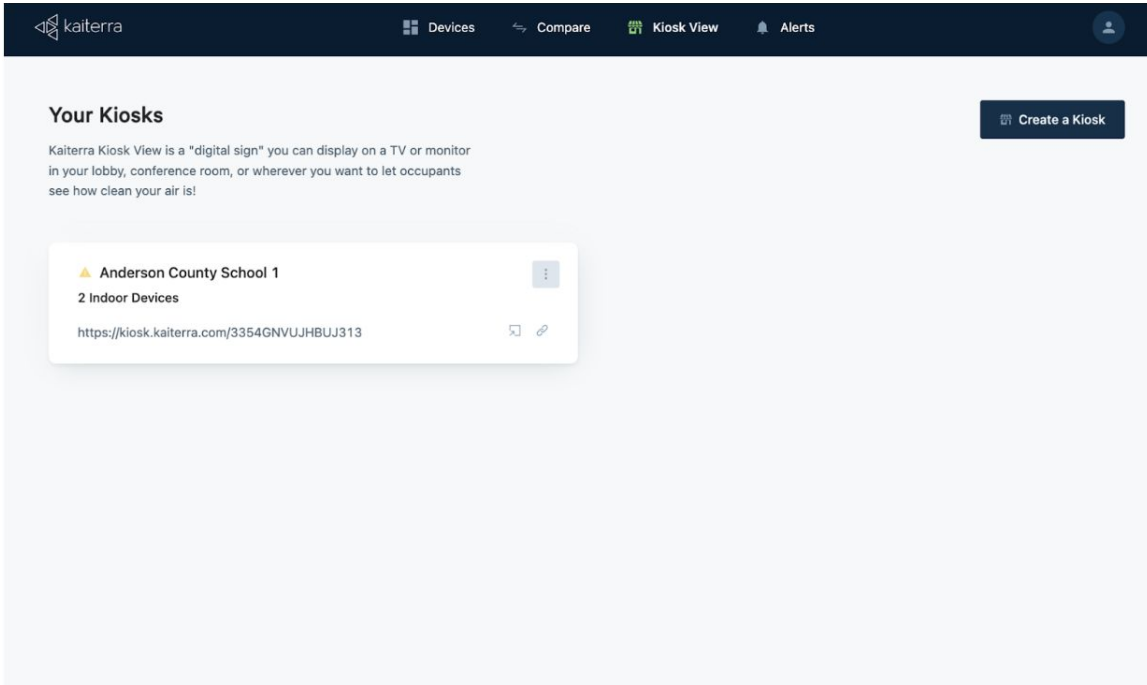 kaiterra
Devices
Compare
Kiosk View
Alerts
Your Kiosks
Create a Kiosk
Kaiterra Kiosk View is a "digital sign" you can display on a TV or monitor
in your lobby, conference room, or wherever you want to let occupants
see how clean your air is!
Anderson County School 1
2 Indoor Devices
https://kiosk.kaiterra.com/3354GNVUJHBUJ313